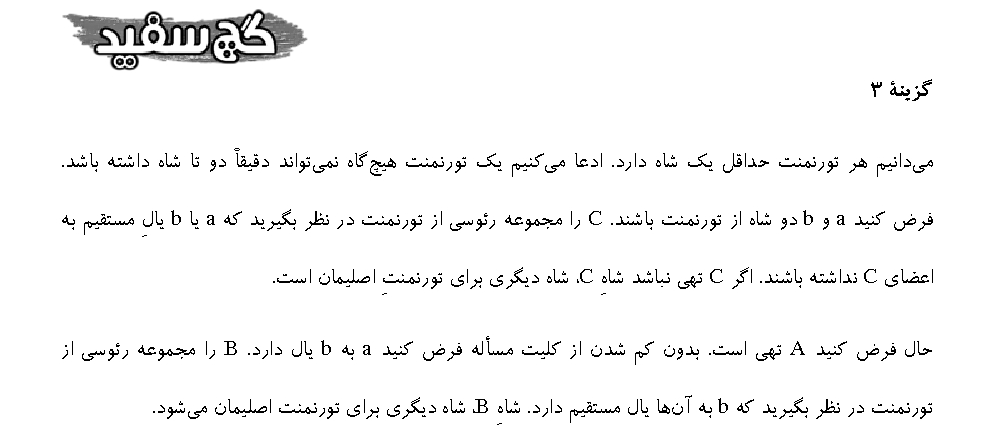 گچ سفید
گزینهٔ ۳
می‌دانیم هر تورنمنت حداقل یک شاه دارد. ادعا می‌کنیم یک تورنمنت هیچ‌گاه نمی‌تواند دقیقاً دو تا شاه داشته باشد.
فرض کنید a و b دو شاه از تورنمنت باشند. C را مجموعه رئوسی از تورنمنت در نظر بگیرید که a یا b یالِ مستقیم به
اعضای C نداشته باشند. اگر C تهی نباشد شاهِ C، شاه دیگری برای تورنمنتِ اصلیمان است.
حال فرض کنید A تهی است. بدون کم شدن از کلیت مسأله فرض کنید a به b یال دارد. B را مجموعه رئوسی از
تورنمنت در نظر بگیرید که b به آن‌ها یال مستقیم دارد. شاهِ B، شاه دیگری برای تورنمنت اصلیمان می‌شود.